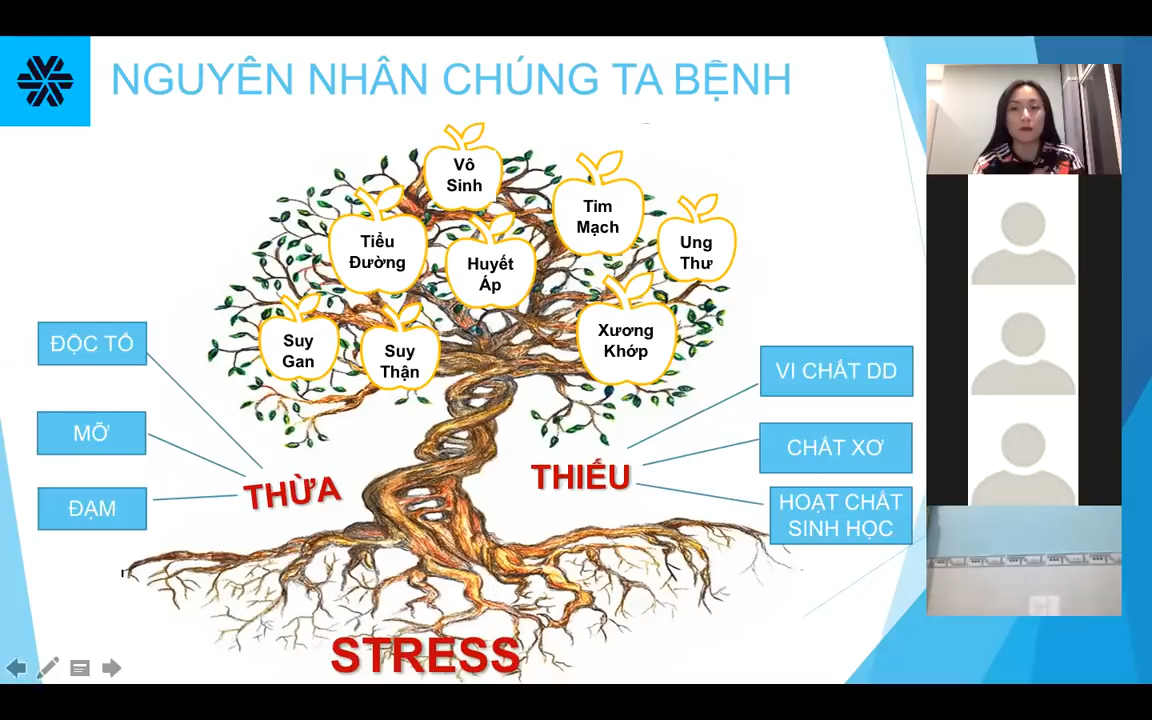 NGUYÊN NHÂN CHÚNG TA BỆNH
Vô
Sinh
Tim
Mạch
Tiểu
Đường
Huyết
Áp
Ung
Thư
Suy
Gan
Suy
Thận
Xương
Khớp
ĐỘC TỐ
MỠ
ĐẠM
THỪA
THIẾU
VI CHẤT DD
CHẤT XƠ
HOẠT CHẤT
SINH HỌC
STRESS